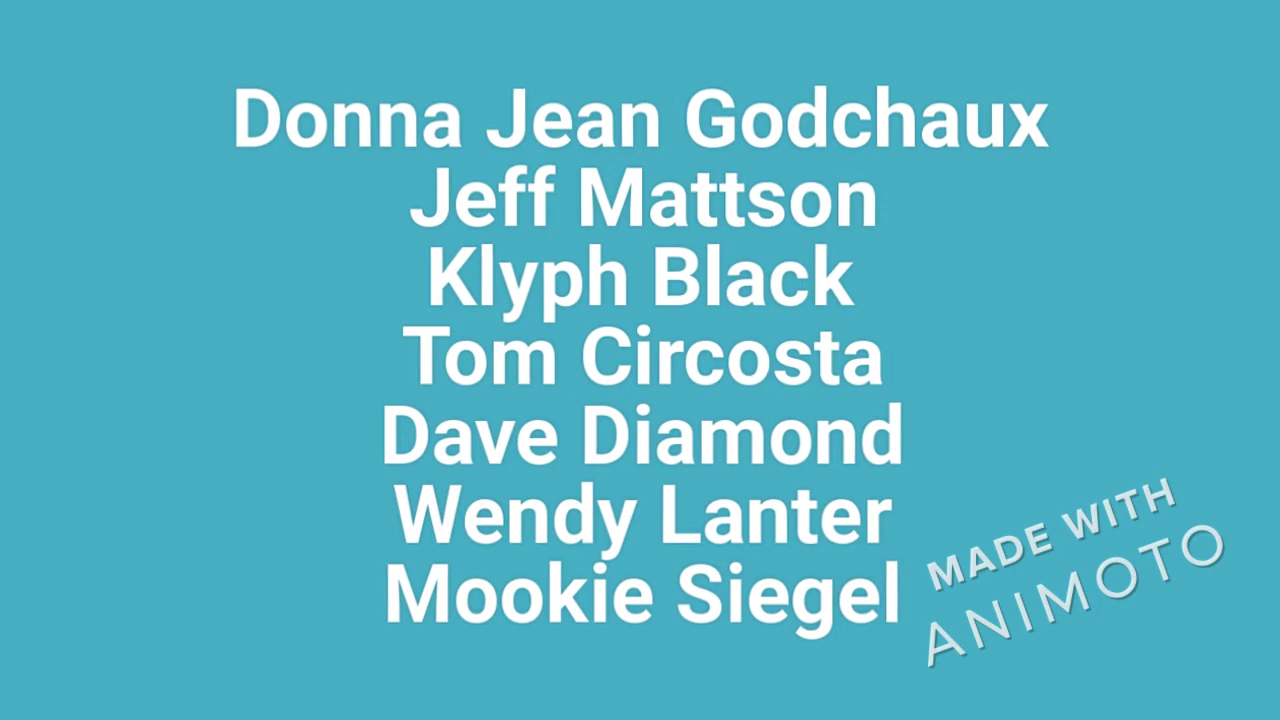 Donna Jean Godchaux
Jeff Mattson
Klyph Black
Tom Circosta
Dave Diamond
Wendy Lanter
Mookie Siegel
MADE WITH
ANIMOTO